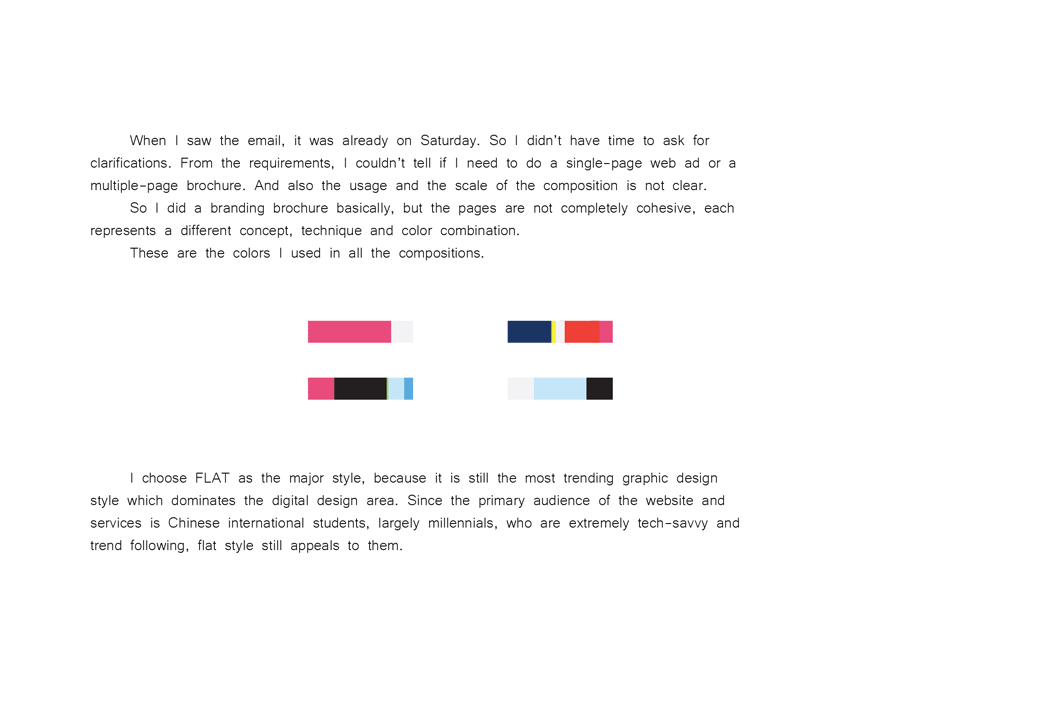 When I saw the email, it was already on Saturday. So I didn't have time to ask for
clarifications. From the requirements, I couldn't tell if I need to do a single-page web ad or a
multiple-page brochure. And also the usage and the scale of the composition is not clear.
So I did a branding brochure basically, but the pages are not completely cohesive, each
represents a different concept, technique and color combination.
These are the colors I used in all the compositions.
I choose FLAT as the major style, because it is still the most trending graphic design
style which dominates the digital design area. Since the primary audience of the website and
services is Chinese international students, largely millennials, who are extremely tech-savvy and
trend following, flat style still appeals to them.